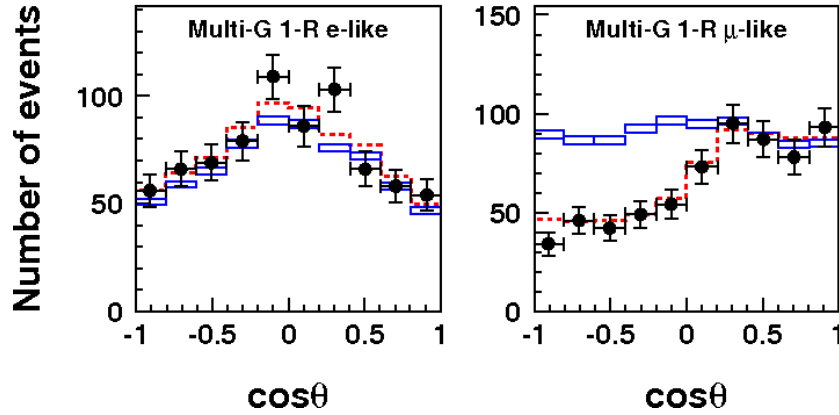 Number of events
Multi-G 1-R e-like
100
50
0
-1 -0.5 0 0.5 1
cosθ
Multi-G 1-R μ-like
150
100
50
0
-1 -0.5 0 0.5 1
cosθ